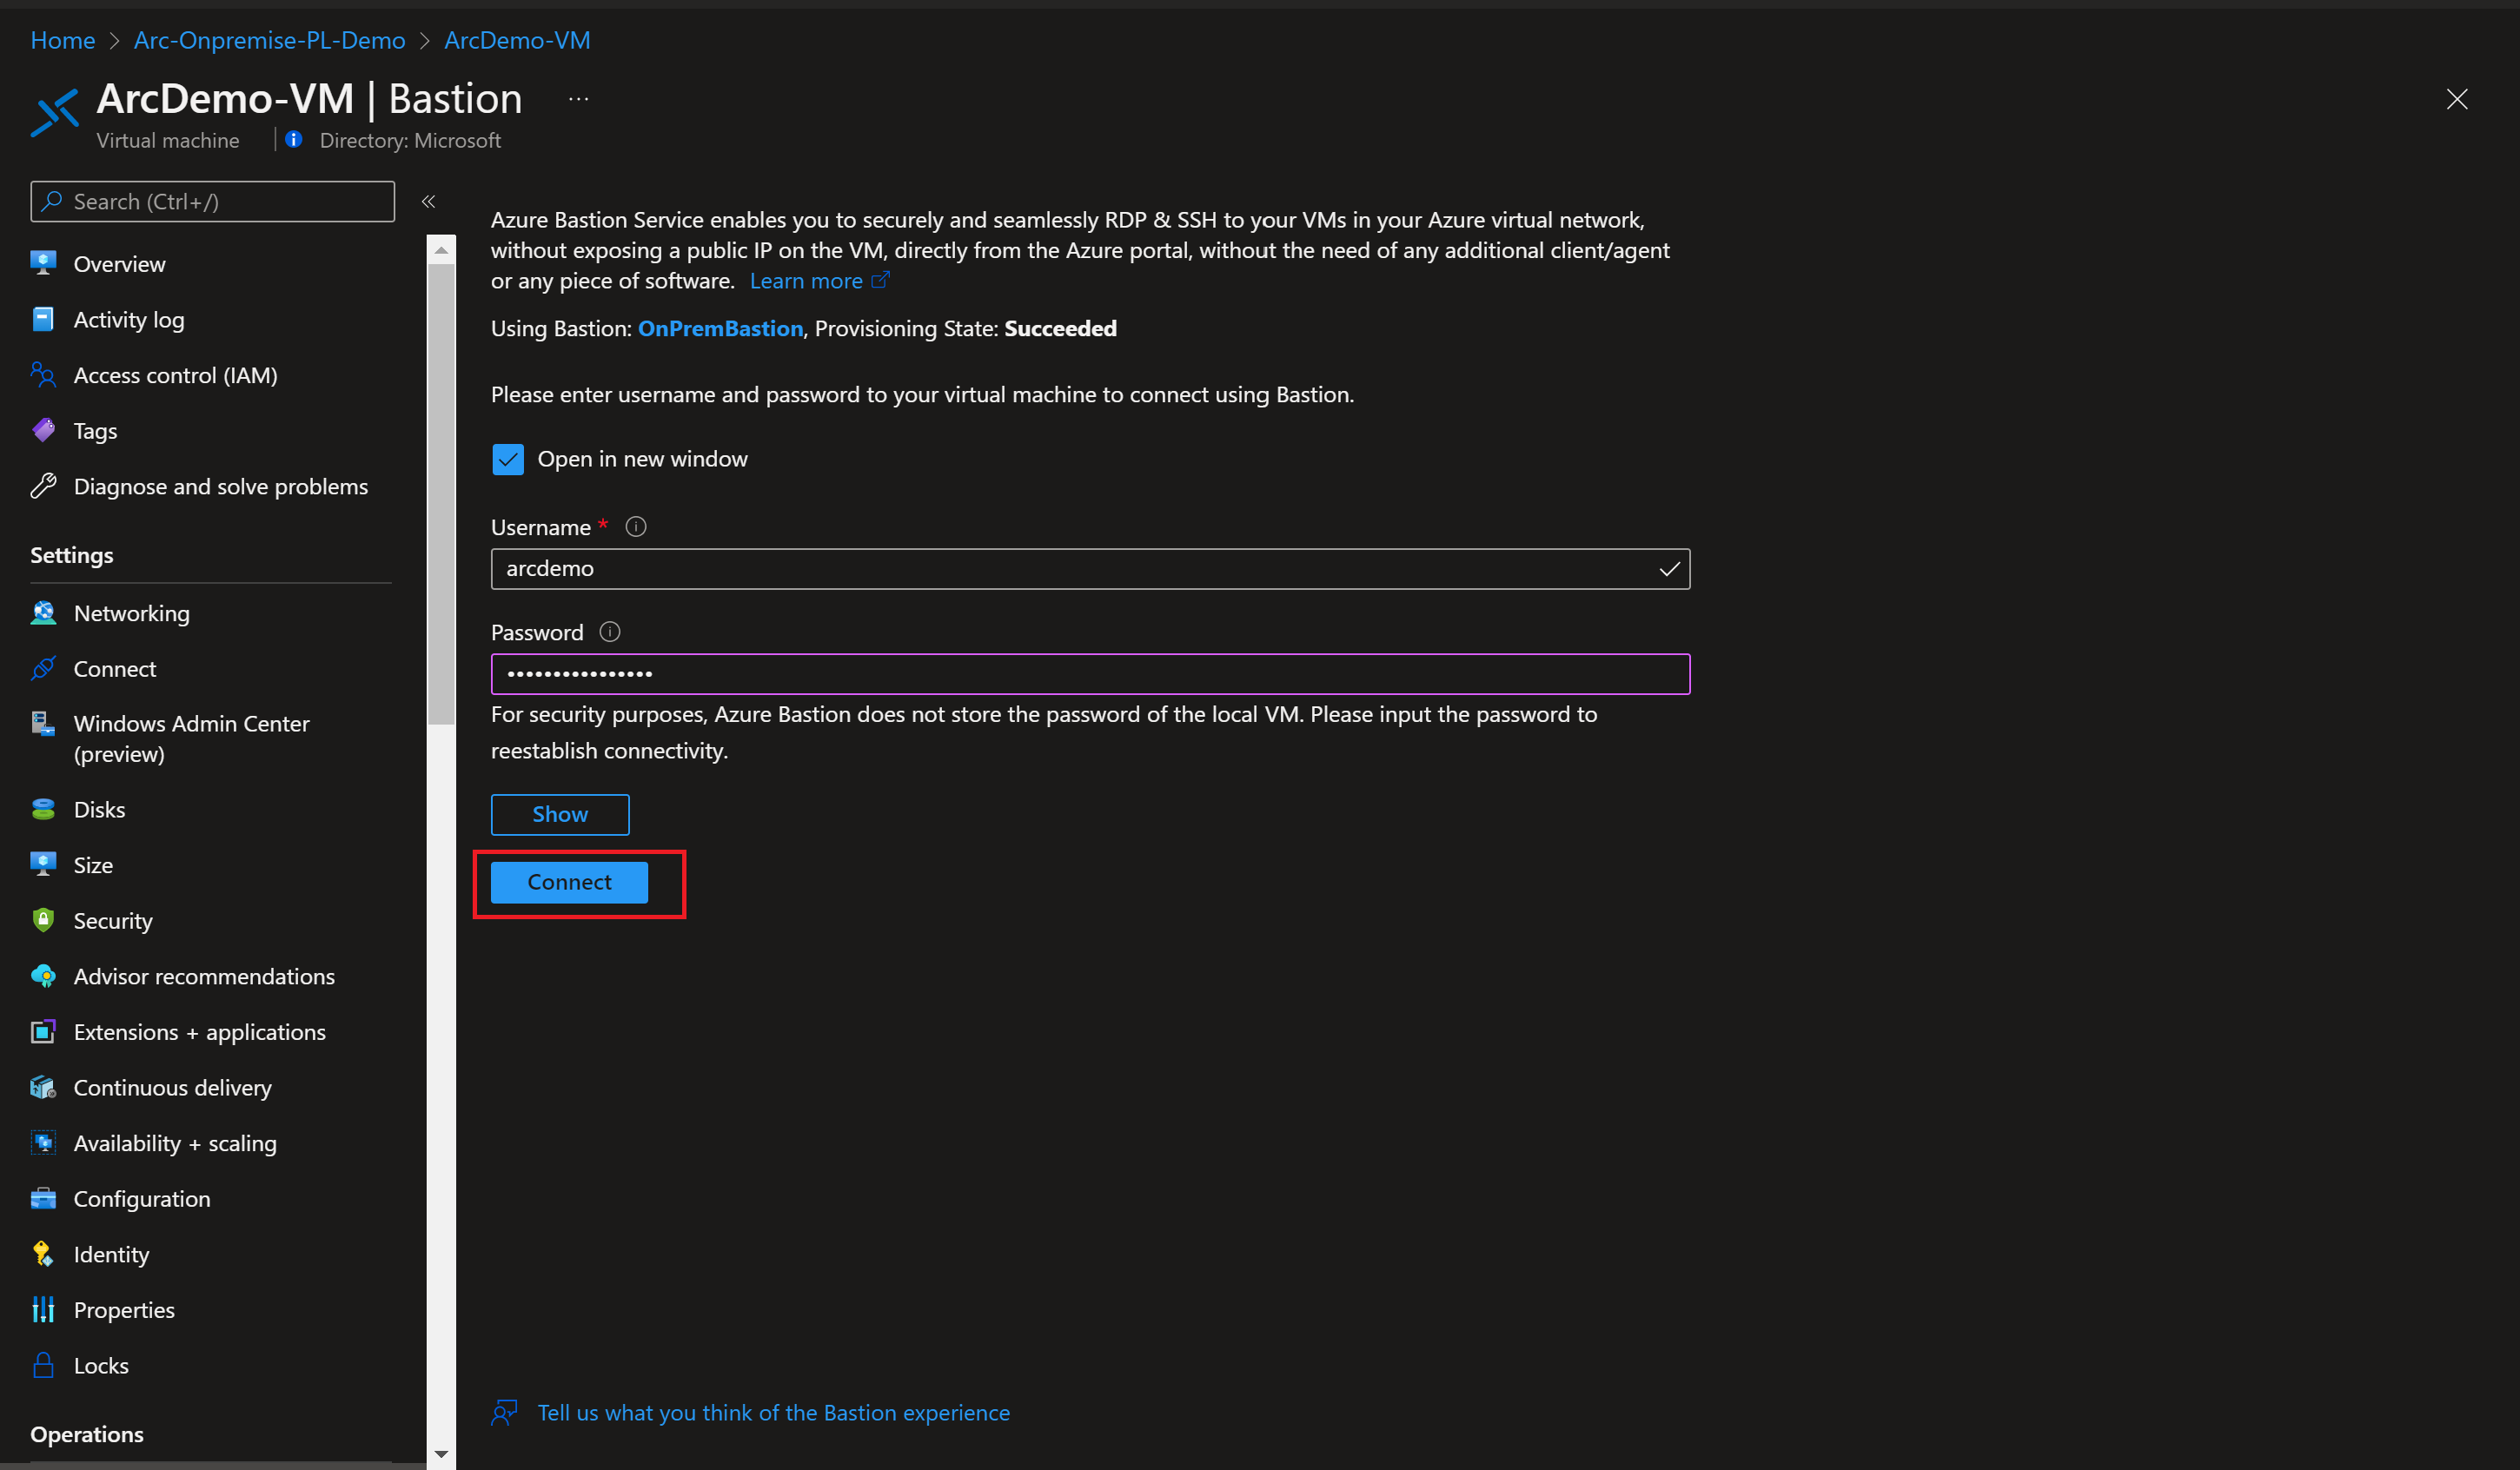 Home > Arc-Onpremise-PL-Demo > ArcDemo-VM
ArcDemo-VM | Bastion ...
Virtual machine | Directory: Microsoft
Search (Ctrl+/)
Overview
Activity log
Access control (IAM)
Tags
Diagnose and solve problems
Settings
Networking
Connect
Windows Admin Center
(preview)
Disks
Size
Security
Advisor recommendations
Extensions + applications
Continuous delivery
Availability + scaling
Configuration
Identity
Properties
Locks
Operations
Azure Bastion Service enables you to securely and seamlessly RDP & SSH to your VMs in your Azure virtual network,
without exposing a public IP on the VM, directly from the Azure portal, without the need of any additional client/agent
or any piece of software. Learn more
Using Bastion: OnPremBastion, Provisioning State: Succeeded
Please enter username and password to your virtual machine to connect using Bastion.
Open in new window
Username *
arcdemo
Password
••••••••••••••••
For security purposes, Azure Bastion does not store the password of the local VM. Please input the password to
reestablish connectivity.
Show
Connect
Tell us what you think of the Bastion experience